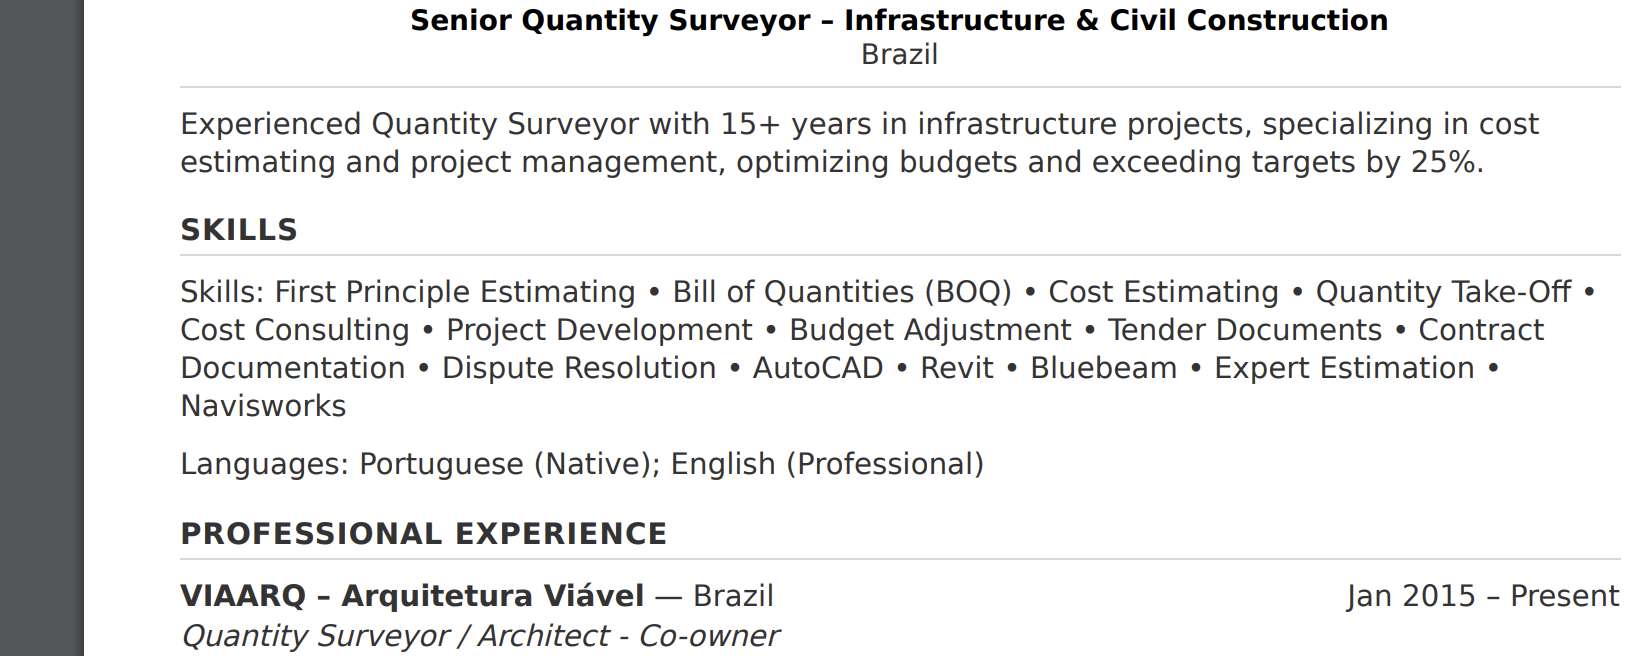 Senior Quantity Surveyor – Infrastructure & Civil Construction
Brazil
Experienced Quantity Surveyor with 15+ years in infrastructure projects, specializing in cost
estimating and project management, optimizing budgets and exceeding targets by 25%.
SKILLS
Skills: First Principle Estimating • Bill of Quantities (BOQ) • Cost Estimating • Quantity Take-Off •
Cost Consulting • Project Development • Budget Adjustment • Tender Documents • Contract
Documentation • Dispute Resolution • AutoCAD • Revit • Bluebeam • Expert Estimation •
Navisworks
Languages: Portuguese (Native); English (Professional)
PROFESSIONAL EXPERIENCE
VIAARQ – Arquitetura Viável — Brazil Jan 2015 – Present
Quantity Surveyor / Architect - Co-owner